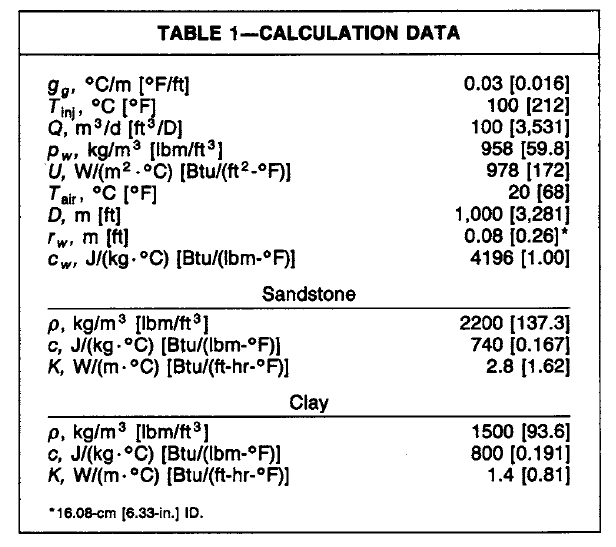 TABLE 1—CALCULATION DATA
g_g, °C/m [°F/ft] 0.03 [0.016]
T_inj, °C [°F] 100 [212]
Q, m³/d [ft³/D] 100 [3,531]
ρ_w, kg/m³ [lbm/ft³] 958 [59.8]
U, W/(m²·°C) [Btu/(ft²-°F)] 978 [172]
T_air, °C [°F] 20 [68]
D, m [ft] 1,000 [3,281]
r_w, m [ft] 0.08 [0.26]*
c_w, J/(kg·°C) [Btu/(lbm-°F)] 4196 [1.00]
Sandstone
ρ, kg/m³ [lbm/ft³] 2200 [137.3]
c, J/(kg·°C) [Btu/(lbm-°F)] 740 [0.167]
K, W/(m·°C) [Btu/(ft-hr-°F)] 2.8 [1.62]
Clay
ρ, kg/m³ [lbm/ft³] 1500 [93.6]
c, J/(kg·°C) [Btu/(lbm-°F)] 800 [0.191]
K, W/(m·°C) [Btu/(ft-hr-°F)] 1.4 [0.81]
*16.08-cm [6.33-in.] ID.